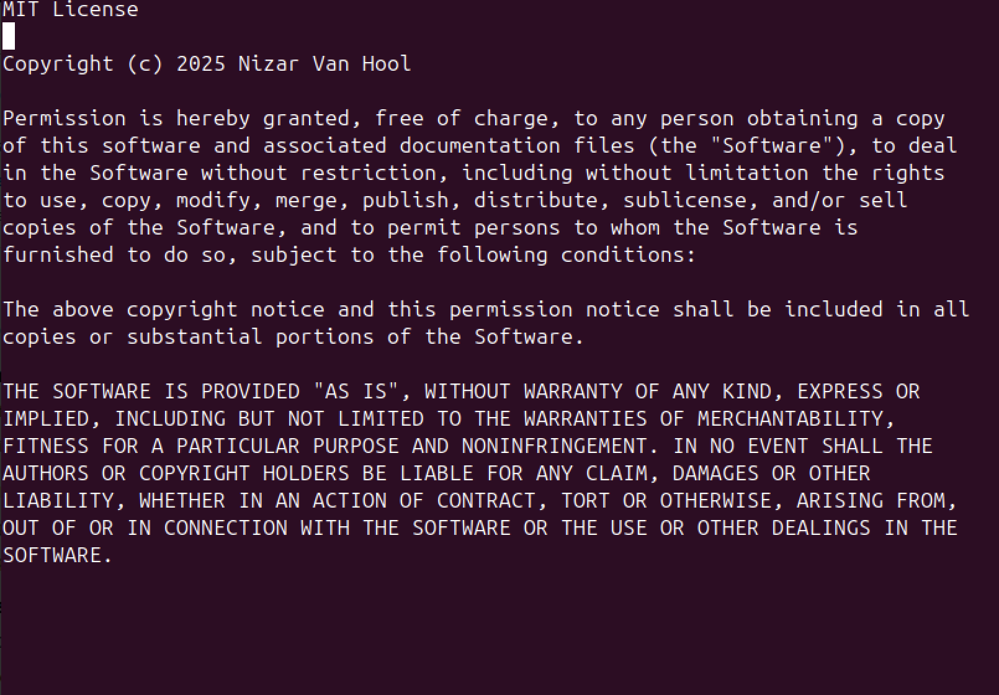 MIT License
Copyright (c) 2025 Nizar Van Hool
Permission is hereby granted, free of charge, to any person obtaining a copy
of this software and associated documentation files (the "Software"), to deal
in the Software without restriction, including without limitation the rights
to use, copy, modify, merge, publish, distribute, sublicense, and/or sell
copies of the Software, and to permit persons to whom the Software is
furnished to do so, subject to the following conditions:
The above copyright notice and this permission notice shall be included in all
copies or substantial portions of the Software.
THE SOFTWARE IS PROVIDED "AS IS", WITHOUT WARRANTY OF ANY KIND, EXPRESS OR
IMPLIED, INCLUDING BUT NOT LIMITED TO THE WARRANTIES OF MERCHANTABILITY,
FITNESS FOR A PARTICULAR PURPOSE AND NONINFRINGEMENT. IN NO EVENT SHALL THE
AUTHORS OR COPYRIGHT HOLDERS BE LIABLE FOR ANY CLAIM, DAMAGES OR OTHER
LIABILITY, WHETHER IN AN ACTION OF CONTRACT, TORT OR OTHERWISE, ARISING FROM,
OUT OF OR IN CONNECTION WITH THE SOFTWARE OR THE USE OR OTHER DEALINGS IN THE
SOFTWARE.